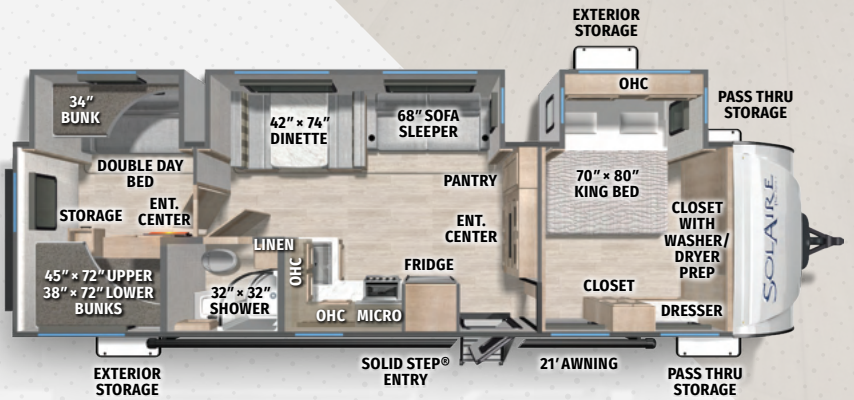 EXTERIOR
STORAGE
OHC
PASS THRU
STORAGE
34"
BUNK
42" × 74"
DINETTE
68" SOFA
SLEEPER
DOUBLE DAY
BED
PANTRY
70" × 80"
KING BED
STORAGE
ENT.
CENTER
ENT.
CENTER
CLOSET
WITH
WASHER/
DRYER
PREP
SOLAIRE
LINEN
OHC
FRIDGE
45" × 72" UPPER
38" × 72" LOWER
BUNKS
32" × 32"
SHOWER
OHC
MICRO
CLOSET
DRESSER
EXTERIOR
STORAGE
SOLID STEP®
ENTRY
21' AWNING
PASS THRU
STORAGE